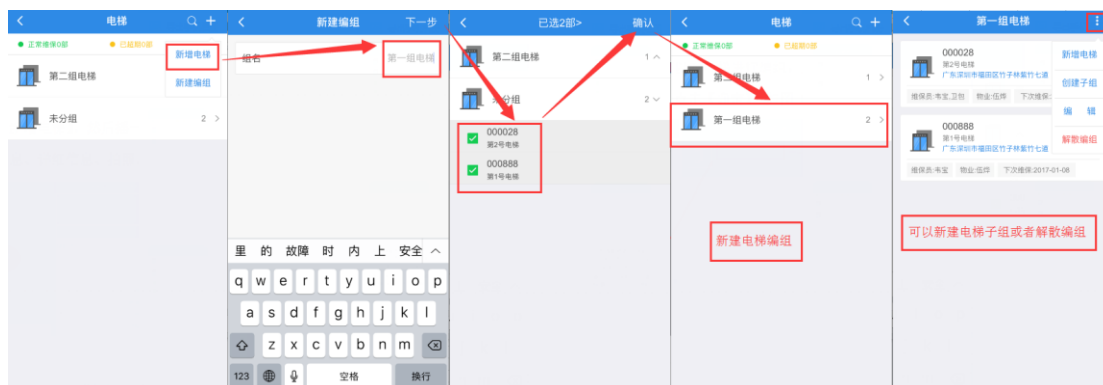 电梯
正常维保0部
已超期0部
新增电梯
新建编组
第二组电梯
未分组
2
新建编组
下一步
组名
第一组电梯
里 的 故障 时 内 上 安全
q w e r t y u i o p
a s d f g h j k l
z x c v b n m
123 空格 换行
已选2部>
确认
第二组电梯
1
未分组
2
000028
第2号电梯
000888
第1号电梯
电梯
正常维保0部
已超期0部
第二组电梯
1
第一组电梯
2
新建电梯编组
第一组电梯
新增电梯
创建子组
编 辑
解散编组
000028
第2号电梯
广东深圳市福田区竹子林紫竹七道
维保员:韦宝,卫包 物业:伍烨 下次维保:
000888
第1号电梯
广东深圳市福田区竹子林紫竹七道
维保员:韦宝 物业:伍烨 下次维保:2017-01-08
可以新建电梯子组或者解散编组